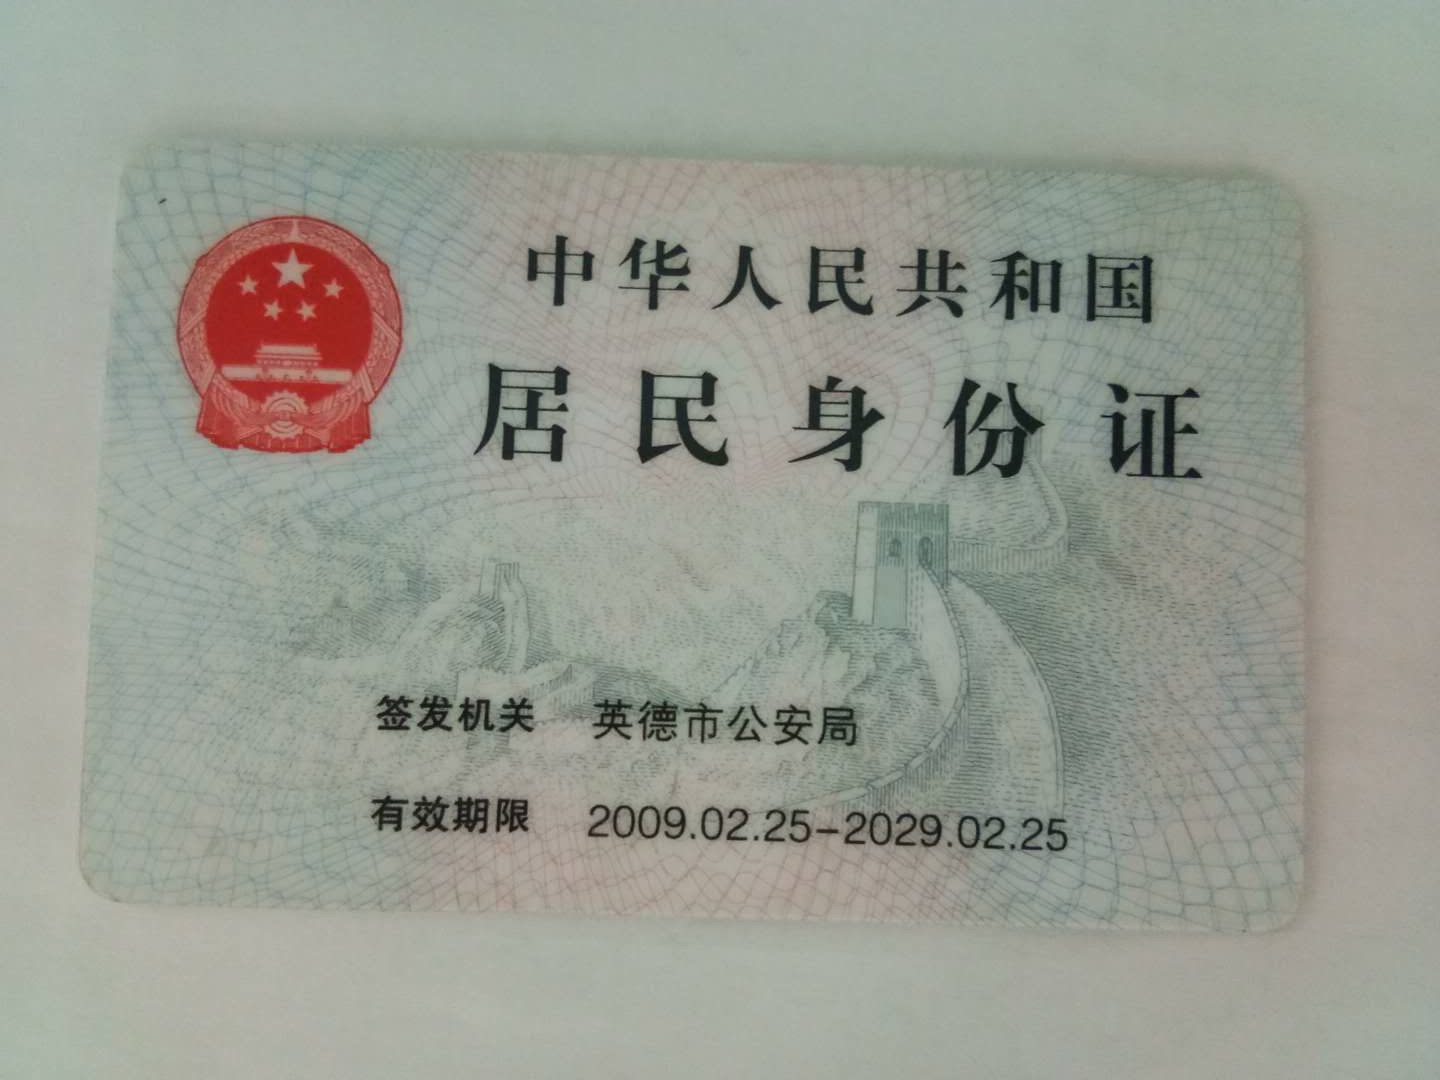 中华人民共和国
居民身份证
签发机关 英德市公安局
有效期限 2009.02.25-2029.02.25